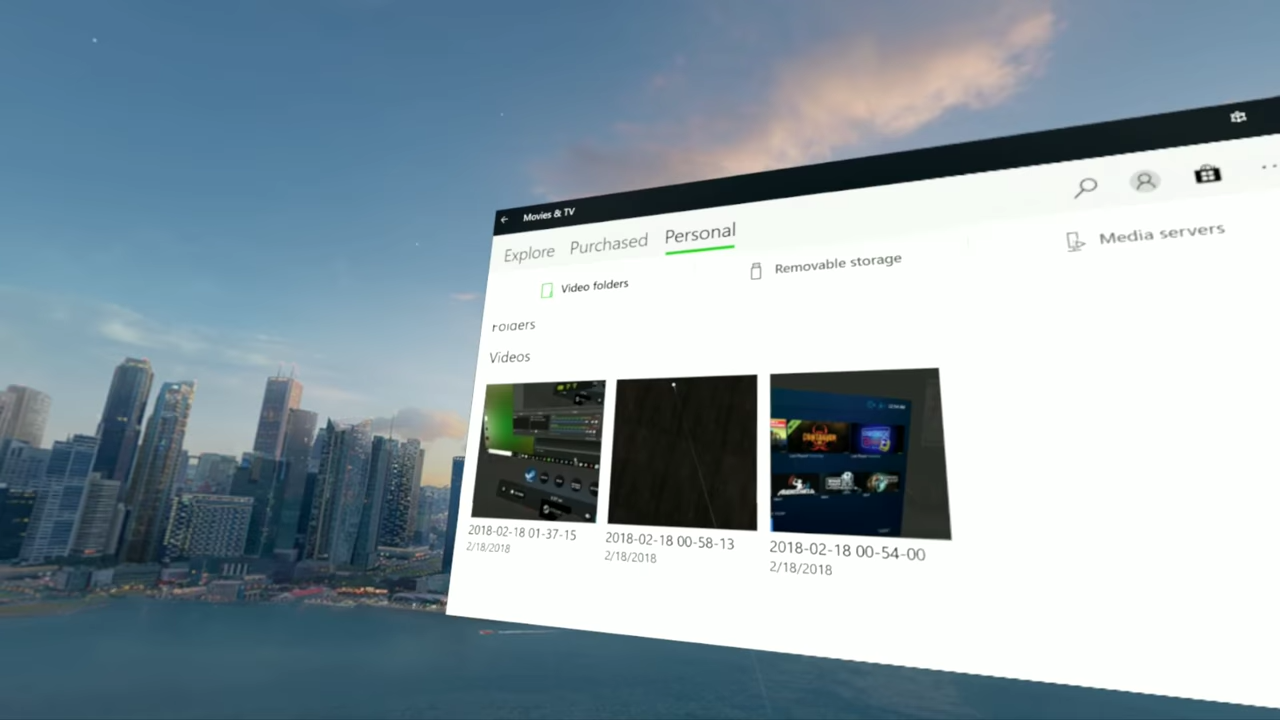 Movies & TV
Explore Purchased Personal
Video folders
Removable storage
Media servers
Folders
Videos
2018-02-18 01-37-15
2/18/2018
2018-02-18 00-58-13
2/18/2018
2018-02-18 00-54-00
2/18/2018